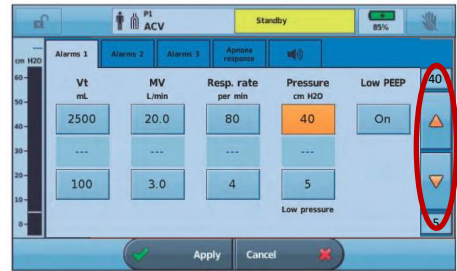 P1
ACV
Standby
85%
cm H2O
Alarms 1
Alarms 2
Alarms 3
Apnoea response
60
50
40
30
20
10
0
Vt
mL
MV
L/min
Resp. rate
per min
Pressure
cm H2O
Low PEEP
2500
20.0
80
40
On
---
---
---
---
100
3.0
4
5
Low pressure
40
5
Apply
Cancel